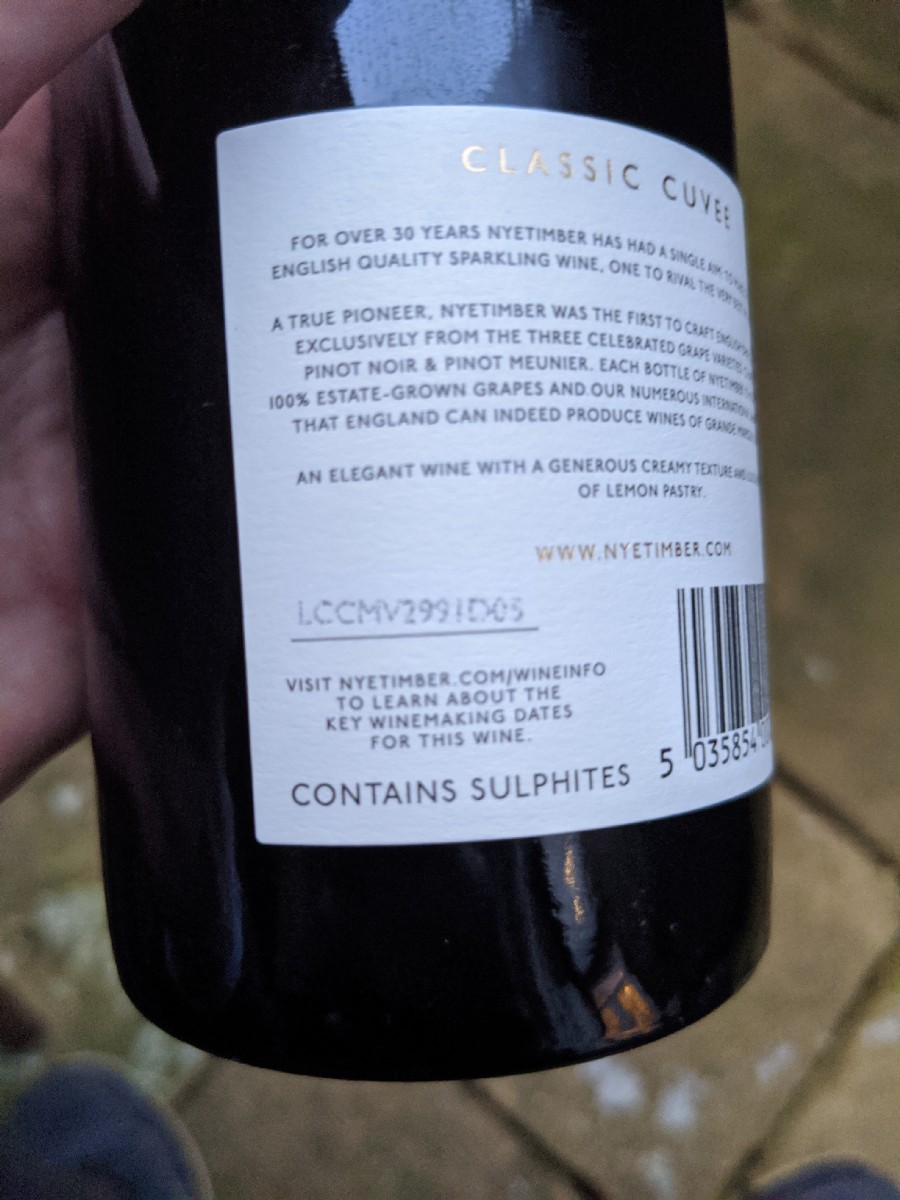 CLASSIC CUVEE
FOR OVER 30 YEARS NYETIMBER HAS HAD A SINGLE AIM TO
ENGLISH QUALITY SPARKLING WINE, ONE TO RIVAL THE VERY
A TRUE PIONEER, NYETIMBER WAS THE FIRST TO CRAFT
EXCLUSIVELY FROM THE THREE CELEBRATED GRAPE VARIETIES
PINOT NOIR & PINOT MEUNIER. EACH BOTTLE OF NYETIMBER
100% ESTATE-GROWN GRAPES AND OUR NUMEROUS INTERNATIONAL
THAT ENGLAND CAN INDEED PRODUCE WINES OF GRANDE
AN ELEGANT WINE WITH A GENEROUS CREAMY TEXTURE AND
OF LEMON PASTRY.
WWW.NYETIMBER.COM
LCCMV2991D05
VISIT NYETIMBER.COM/WINEINFO
TO LEARN ABOUT THE
KEY WINEMAKING DATES
FOR THIS WINE.
CONTAINS SULPHITES
5 035854